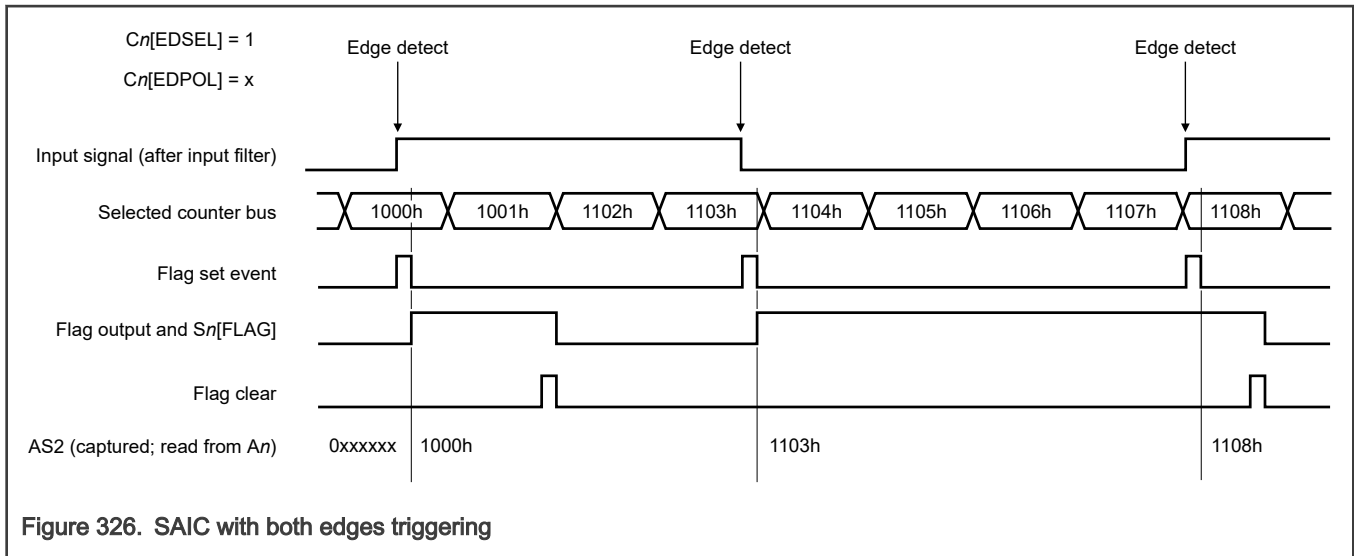 Cn[EDSEL] = 1
Edge detect Edge detect Edge detect
Cn[EDPOL] = x
Input signal (after input filter)
Selected counter bus 1000h 1001h 1102h 1103h 1104h 1105h 1106h 1107h 1108h
Flag set event
Flag output and Sn[FLAG]
Flag clear
AS2 (captured; read from An) 0xxxxxx 1000h 1103h 1108h
Figure 326. SAIC with both edges triggering